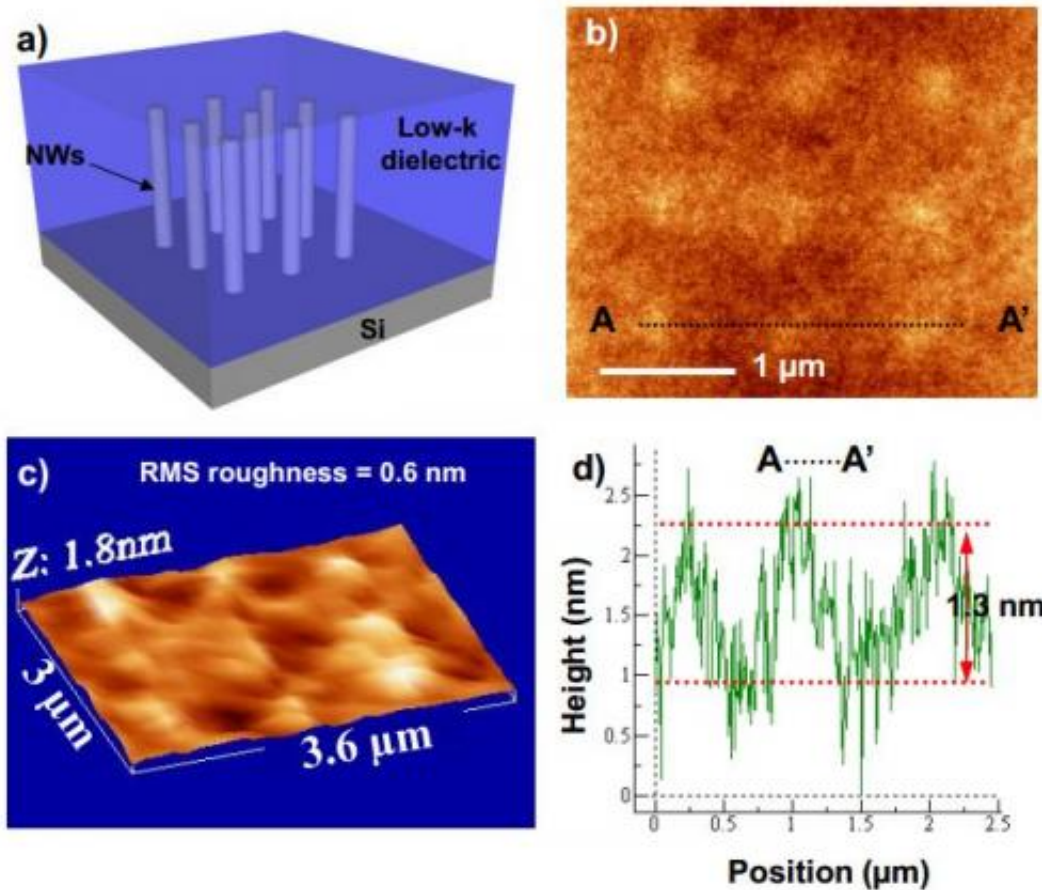 a)
NWs
Low-k
dielectric
Si
b)
A A'
1 µm
c)
RMS roughness = 0.6 nm
Z: 1.8nm
3 µm
3.6 µm
d)
A A'
Height (nm)
2.5
2
1.5
1
0.5
0
1.3 nm
0 0.5 1 1.5 2 2.5
Position (µm)